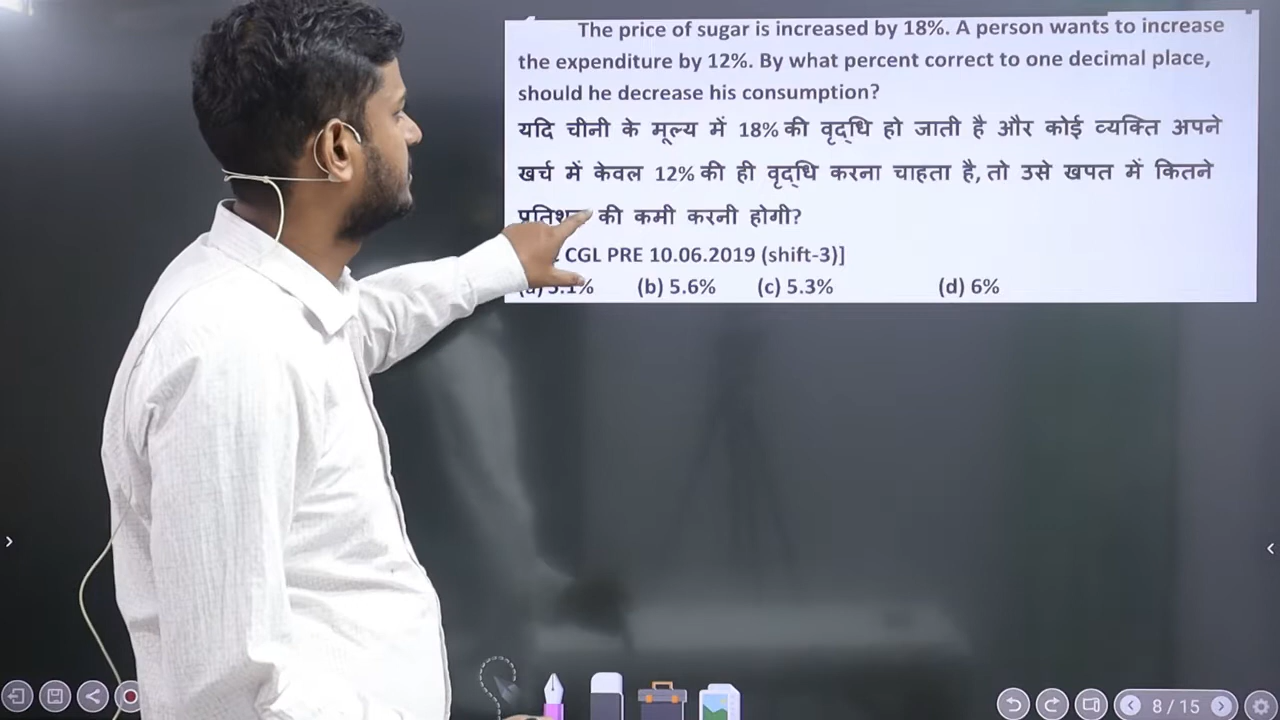 The price of sugar is increased by 18%. A person wants to increase
the expenditure by 12%. By what percent correct to one decimal place,
should he decrease his consumption?
यदि चीनी के मूल्य में 18% की वृद्धि हो जाती है और कोई व्यक्ति अपने
खर्च में केवल 12% की ही वृद्धि करना चाहता है, तो उसे खपत में कितने
की कमी करनी होगी?
CGL PRE 10.06.2019 (shift-3)]
(b) 5.6% (c) 5.3% (d) 6%
8 / 15